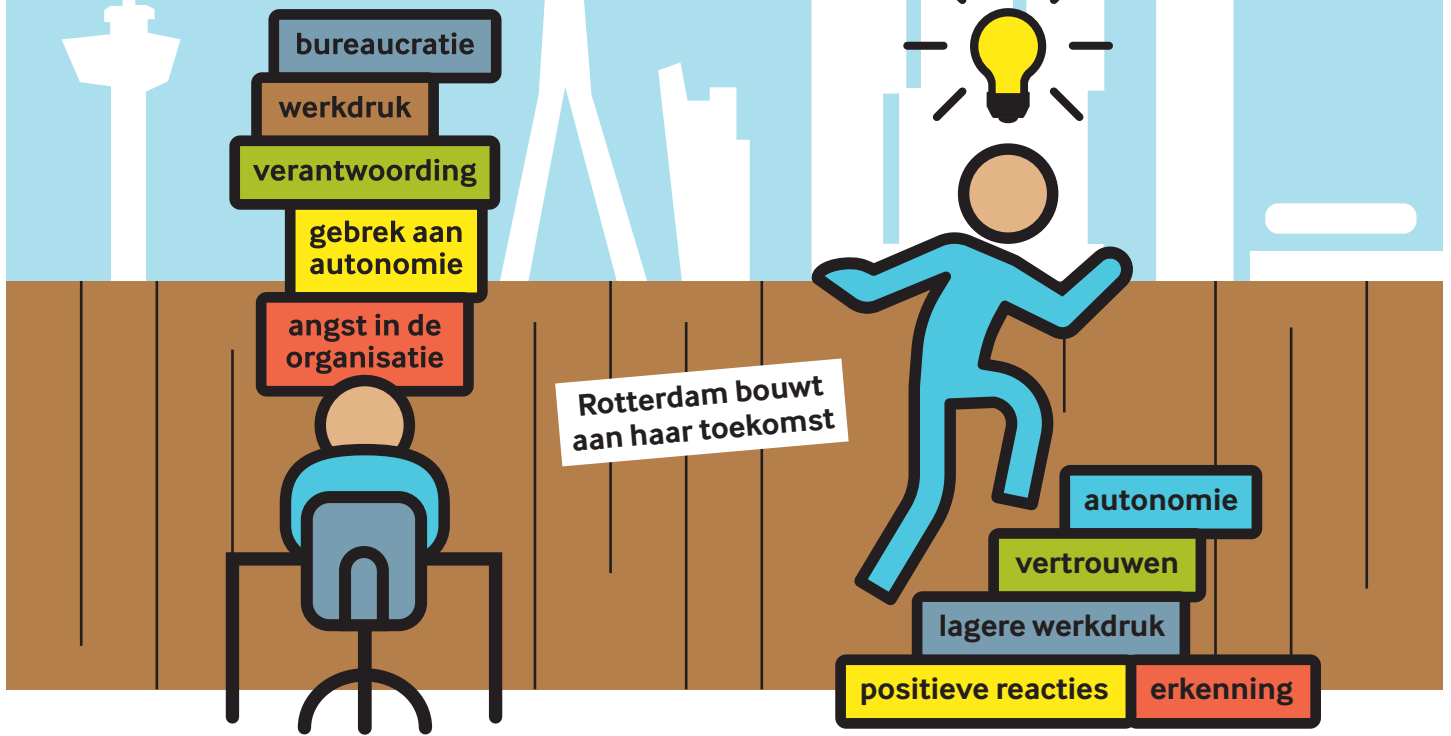 bureaucratie
werkdruk
verantwoording
gebrek aan
autonomie
angst in de
organisatie
Rotterdam bouwt
aan haar toekomst
autonomie
vertrouwen
lagere werkdruk
positieve reacties
erkenning